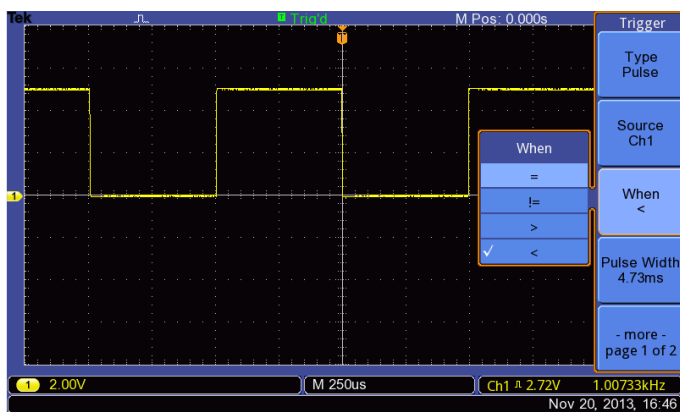 Tek
Trig'd
M Pos: 0.000s
T
Trigger
Type
Pulse
Source
Ch1
When
<
Pulse Width
4.73ms
- more -
page 1 of 2
When
=
!=
>
<
1
1 2.00V
M 250us
Ch1 2.72V
1.00733kHz
Nov 20, 2013, 16:46